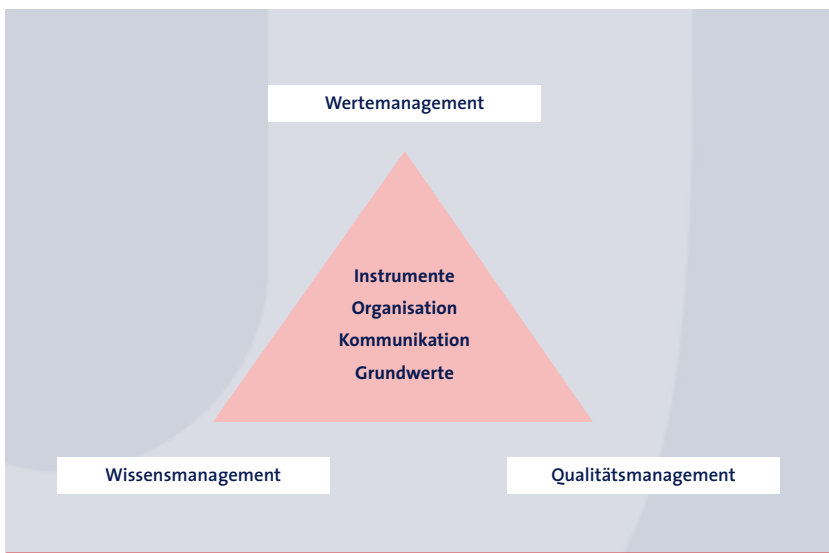 Wertemanagement
Instrumente
Organisation
Kommunikation
Grundwerte
Wissensmanagement
Qualitätsmanagement